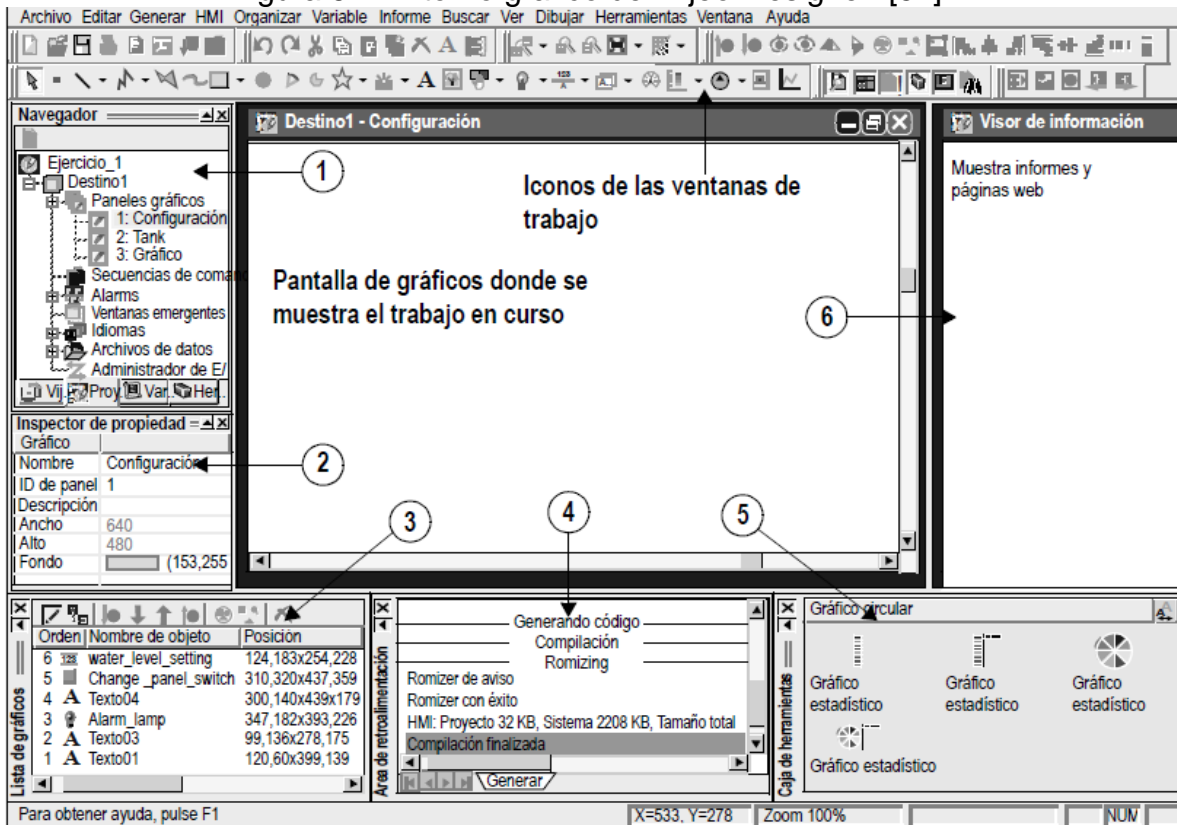 Archivo Editar Generar HMI Organizar Variable Informe Buscar Ver Dibujar Herramientas Ventana Ayuda
Navegador
Ejercicio_1
Destino1
Paneles gráficos
1: Configuración
2: Tank
3: Gráfico
Secuencias de coman
Alarms
Ventanas emergentes
Idiomas
Archivos de datos
Administrador de E/
Vij. Proy. Var. Her.
Destino1 - Configuración
1
Iconos de las ventanas de
trabajo
Pantalla de gráficos donde se
muestra el trabajo en curso
Visor de información
Muestra informes y
páginas web
6
Inspector de propiedad
Gráfico
Nombre Configuración
ID de panel 1
Descripción
Ancho 640
Alto 480
Fondo (153,255
2
3
4
5
Lista de gráficos
Orden Nombre de objeto Posición
6 123 water_level_setting 124,183x254,228
5 Change _panel_switch 310,320x437,359
4 A Texto04 300,140x439x179
3 Alarm_lamp 347,182x393,226
2 A Texto03 99,136x278,175
1 A Texto01 120,60x399,139
Area de retroalimentación
Generando código
Compilación
Romizing
Romizer de aviso
Romizer con éxito
HMI: Proyecto 32 KB, Sistema 2208 KB, Tamaño total
Compilación finalizada
Generar
Caja de herramientas
Gráfico circular
Gráfico
estadístico
Gráfico
estadístico
Gráfico
estadístico
Gráfico estadístico
Para obtener ayuda, pulse F1
X=533, Y=278
Zoom 100%
NUM